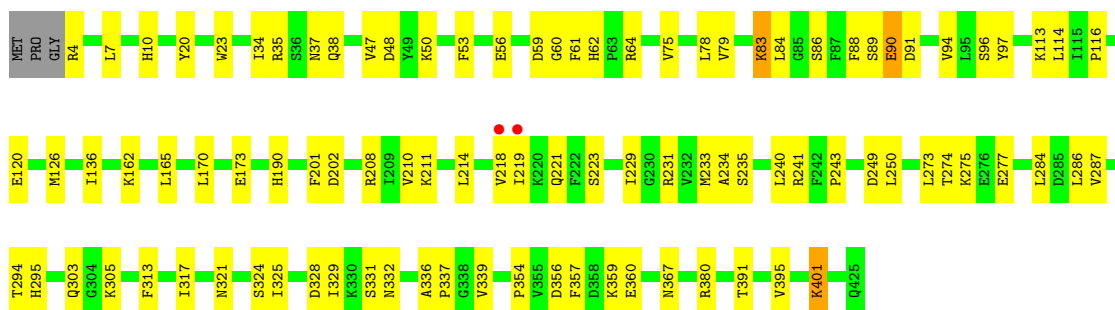 MET PRO GLY R4 L7 H10 Y20 W23 I34 R35 S36 N37 Q38 V47 D48 Y49 K50 F53 E56 D59 G60 F61 H62 P63 R64 V75 L78 V79 K83 L84 G85 S86 F87 F88 S89 E90 D91 V94 L95 S96 Y97 K113 L114 I115 P116
E120 M126 I136 K162 L165 L170 E173 H190 F201 D202 R208 I209 V210 K211 L214 V218 I219 K220 Q221 F222 S223 I229 G230 R231 V232 M233 A234 S235 L240 R241 F242 P243 D249 L250 L273 T274 K275 E276 E277 L284 D285 L286 V287
T294 H295 Q303 G304 K305 F313 I317 N321 S324 I325 D328 I329 K330 S331 N332 A336 P337 G338 V339 P354 V355 D356 F357 D358 K359 E360 N367 R380 T391 V395 K401 Q425